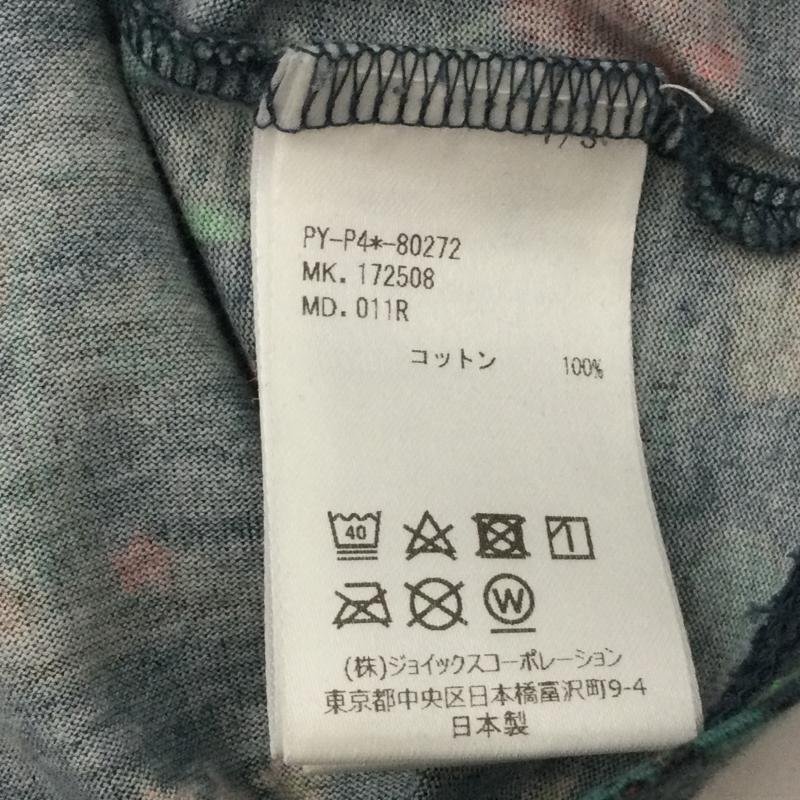 PY-P4*-80272
MK. 172508
MD. 011R
コットン 100%
40
W
(株)ジョイックスコーポレーション
東京都中央区日本橋富沢町9-4
日本製